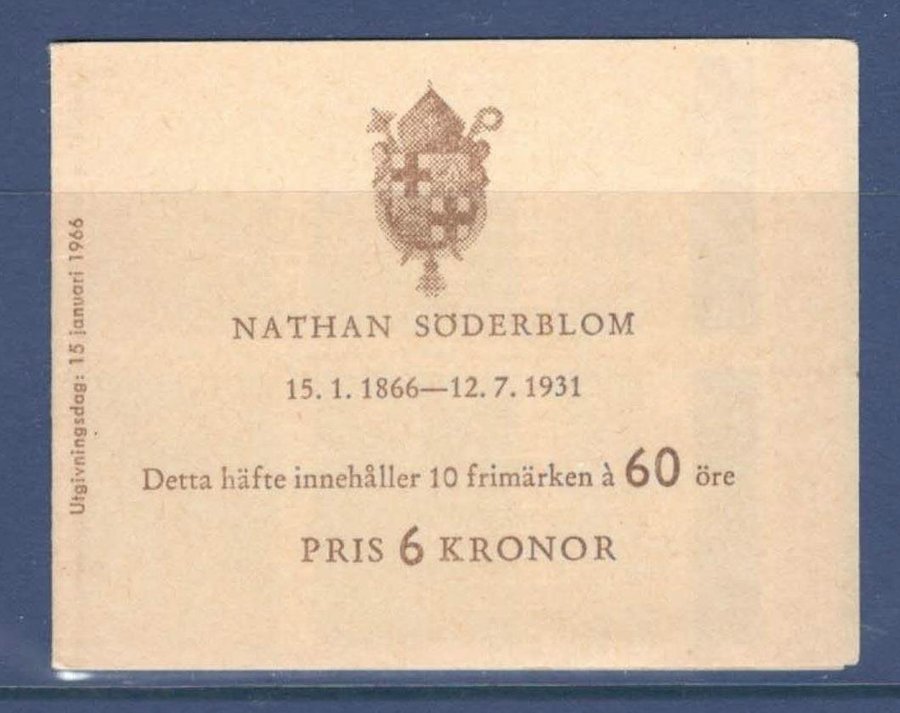 NATHAN SÖDERBLOM
15. 1. 1866—12. 7. 1931
Detta häfte innehåller 10 frimärken à 60 öre
PRIS 6 KRONOR
Utgivningsdag: 15 januari 1966